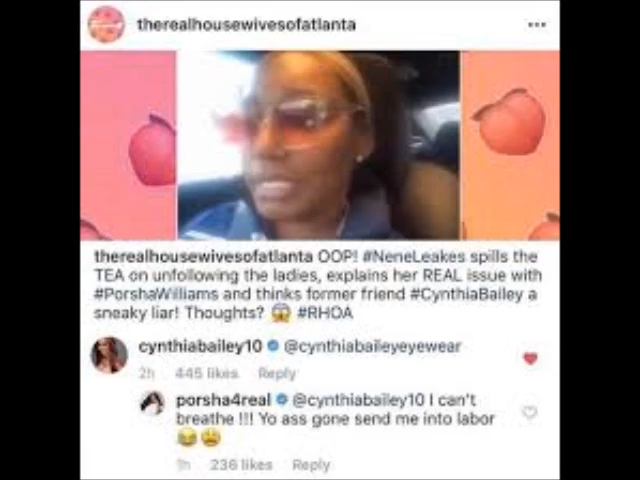 therealhousewivesofatlanta
therealhousewivesofatlanta OOP! #NeneLeakes spills the
TEA on unfollowing the ladies, explains her REAL issue with
#PorshaWilliams and thinks former friend #CynthiaBailey a
sneaky liar! Thoughts? 😱 #RHOA
cynthiabailey10 @cynthiabaileyeyewear
2h 445 likes Reply
porsha4real @cynthiabailey10 I can't
breathe !!! Yo ass gone send me into labor
😂😩
1h 236 likes Reply